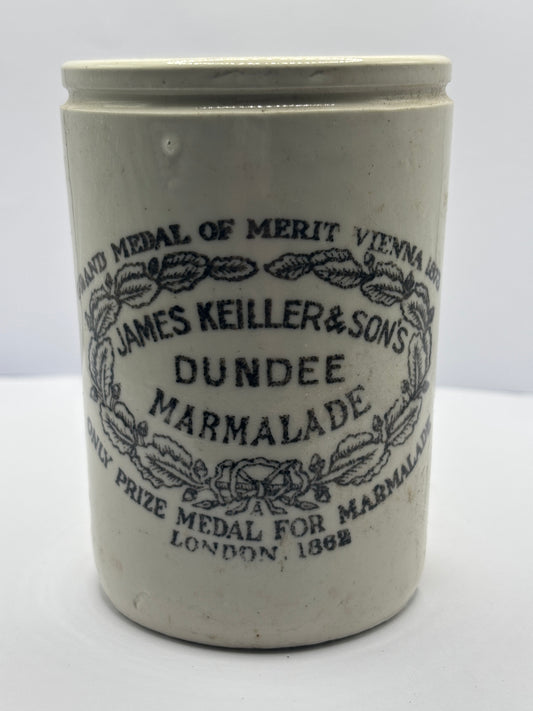 GRAND MEDAL OF MERIT VIENNA 1873
JAMES KEILLER & SON'S
DUNDEE
MARMALADE
ONLY PRIZE MEDAL FOR MARMALADE
A
LONDON, 1862